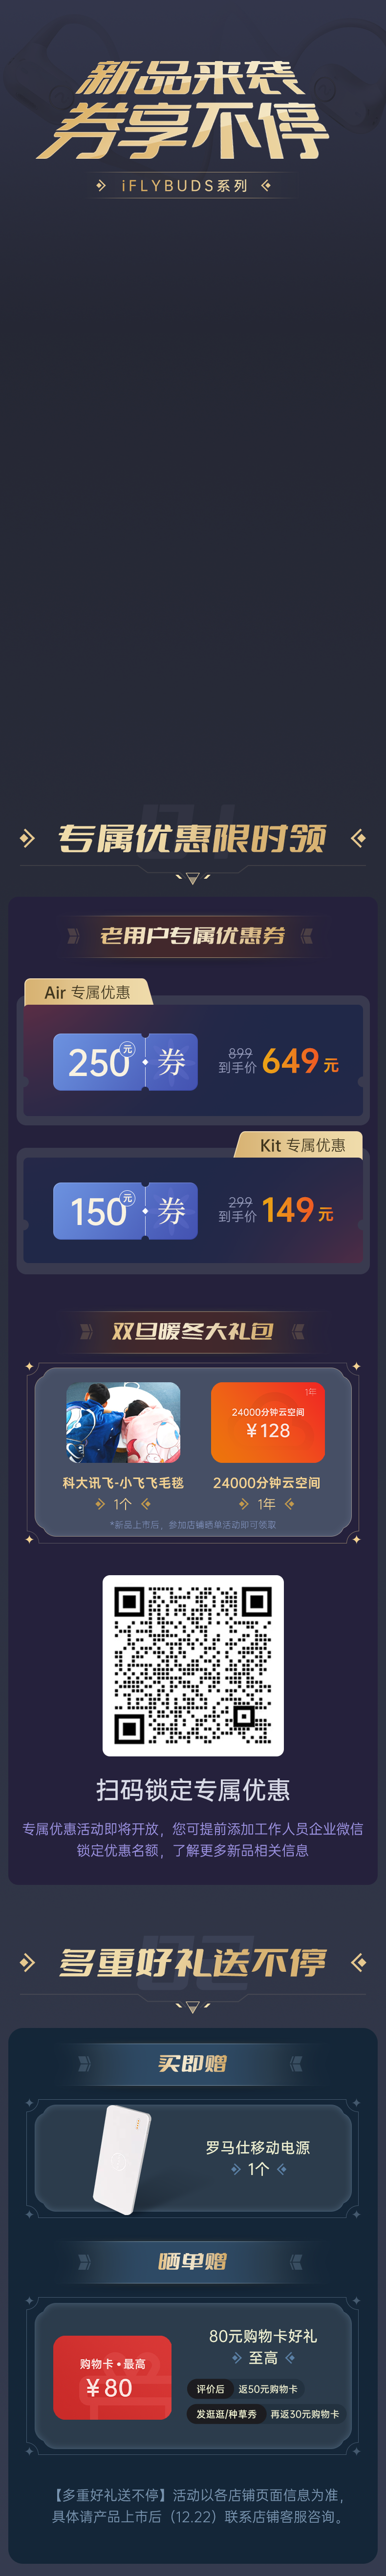 新品来袭
券享不停
iFLYBUDS系列
01
专属优惠限时领
老用户专属优惠券
Air 专属优惠
250元 券
899
到手价 649 元
Kit 专属优惠
150元 券
299
到手价 149 元
双旦暖冬大礼包
1年
24000分钟云空间
¥128
科大讯飞-小飞飞毛毯
1个
24000分钟云空间
1年
*新品上市后，参加店铺晒单活动即可领取
扫码锁定专属优惠
专属优惠活动即将开放，您可提前添加工作人员企业微信
锁定优惠名额，了解更多新品相关信息
02
多重好礼送不停
买即赠
罗马仕移动电源
1个
晒单赠
购物卡•最高
¥80
80元购物卡好礼
至高
评价后 返50元购物卡
发逛逛/种草秀 再返30元购物卡
【多重好礼送不停】活动以各店铺页面信息为准，
具体请产品上市后（12.22）联系店铺客服咨询。